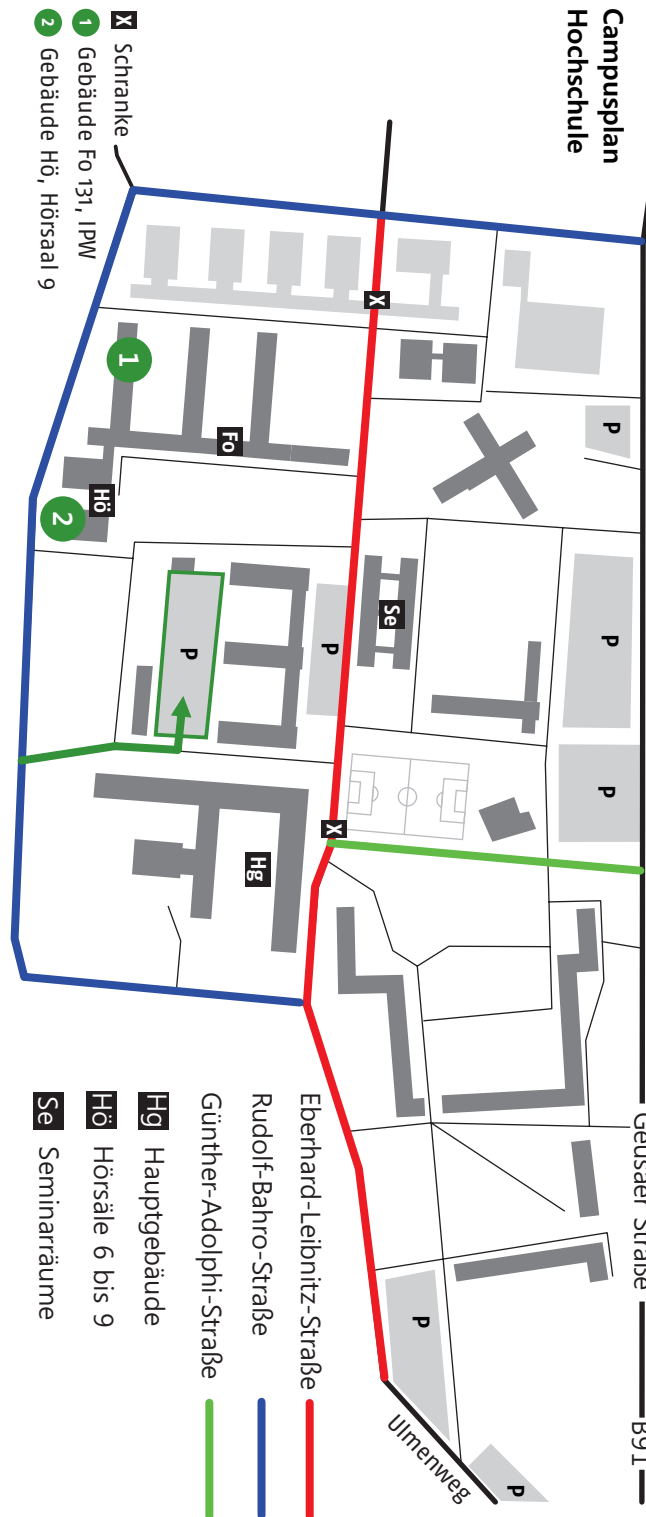 Campusplan
Hochschule
X Schranke
1 Gebäude Fo 131, IPW
2 Gebäude Hö, Hörsaal 9
Geusaer Straße
B91
P
P
P
X
1
Fo
Hö
2
Se
P
P
X
Hg
P
P
Ulmenweg
Eberhard-Leibnitz-Straße
Rudolf-Bahro-Straße
Günther-Adolphi-Straße
Hg Hauptgebäude
Hö Hörsäle 6 bis 9
Se Seminarräume